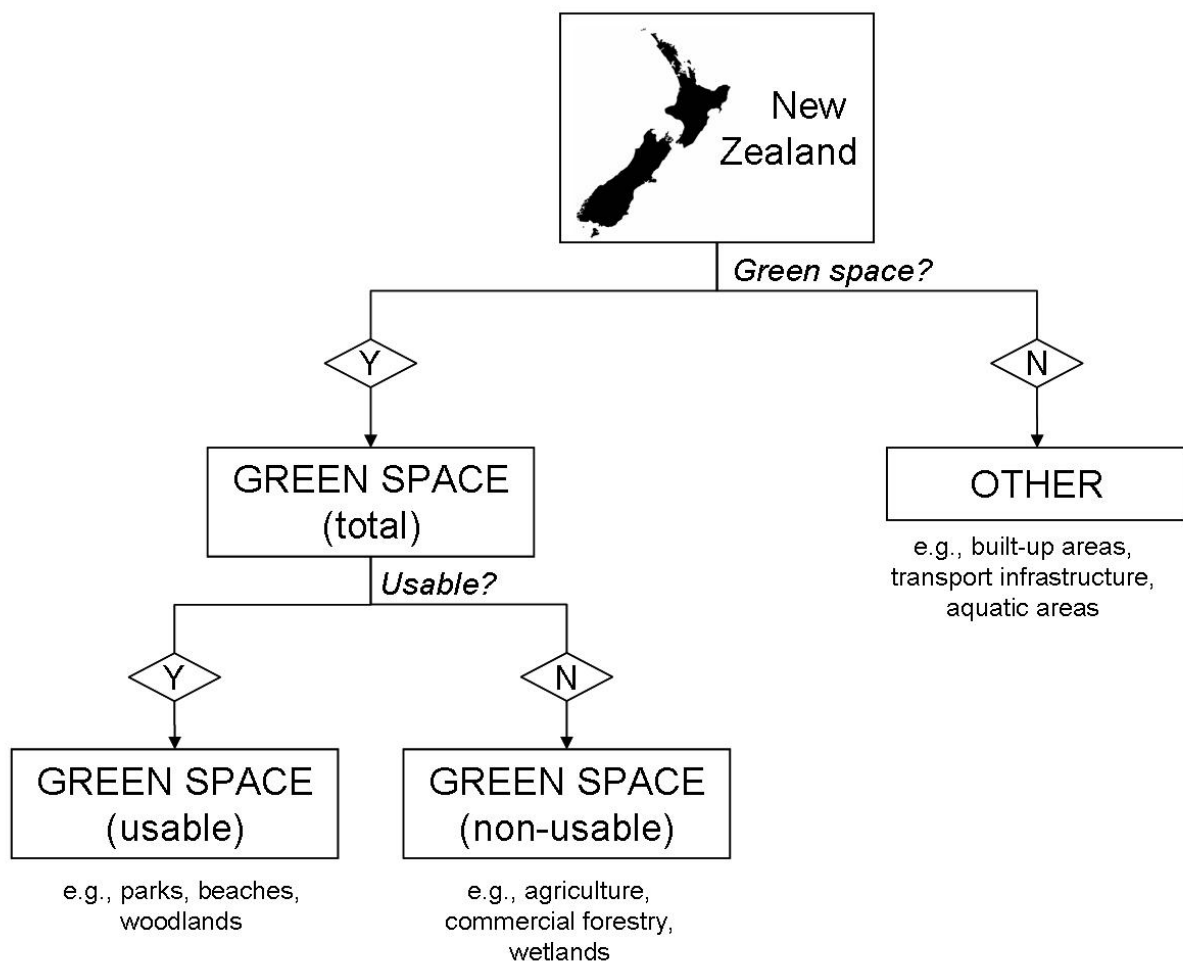 New
Zealand
Green space?
Y
N
GREEN SPACE
(total)
OTHER
e.g., built-up areas,
transport infrastructure,
aquatic areas
Usable?
Y
N
GREEN SPACE
(usable)
GREEN SPACE
(non-usable)
e.g., parks, beaches,
woodlands
e.g., agriculture,
commercial forestry,
wetlands